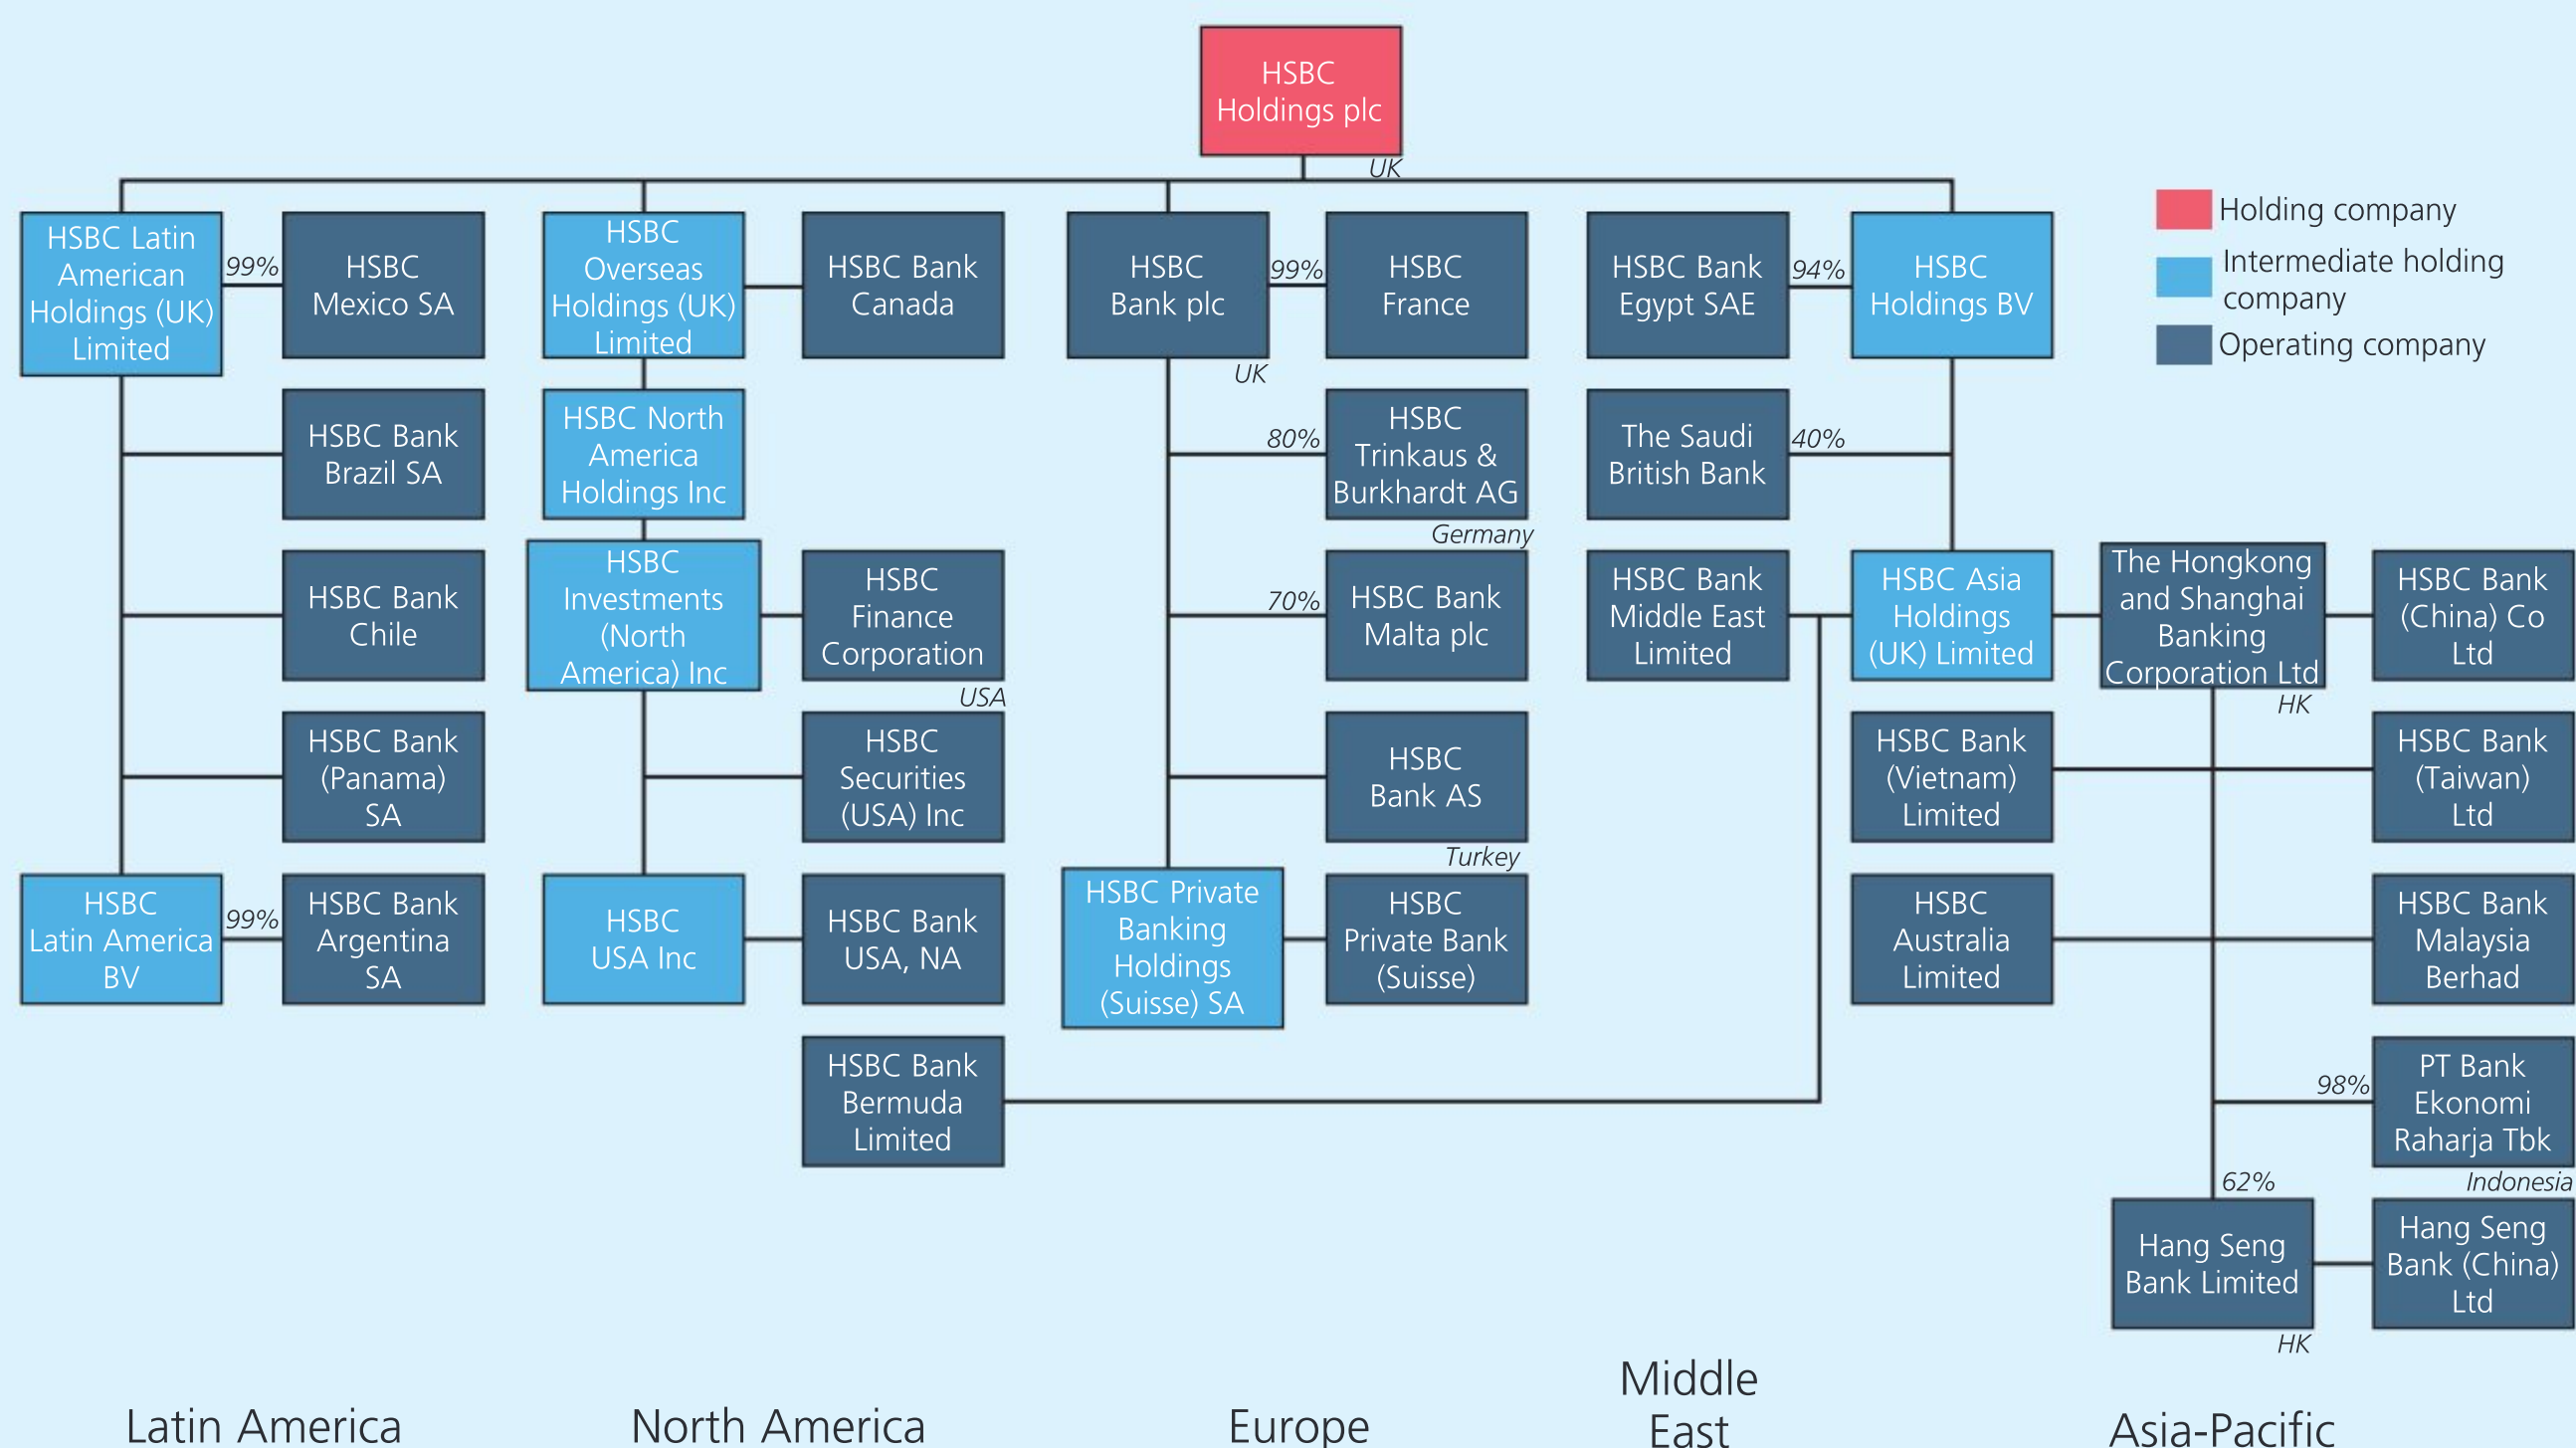 HSBC
Holdings plc
UK
Holding company
Intermediate holding
company
Operating company
HSBC Latin
American
Holdings (UK)
Limited
99%
HSBC
Mexico SA
HSBC Bank
Brazil SA
HSBC Bank
Chile
HSBC Bank
(Panama)
SA
HSBC
Latin America
BV
99%
HSBC Bank
Argentina
SA
HSBC
Overseas
Holdings (UK)
Limited
HSBC Bank
Canada
HSBC North
America
Holdings Inc
HSBC
Investments
(North
America) Inc
HSBC
Finance
Corporation
USA
HSBC
Securities
(USA) Inc
HSBC
USA Inc
HSBC Bank
USA, NA
HSBC Bank
Bermuda
Limited
HSBC
Bank plc
UK
99%
HSBC
France
80%
HSBC
Trinkaus &
Burkhardt AG
Germany
70%
HSBC Bank
Malta plc
HSBC
Bank AS
Turkey
HSBC Private
Banking
Holdings
(Suisse) SA
HSBC
Private Bank
(Suisse)
HSBC Bank
Egypt SAE
94%
HSBC
Holdings BV
The Saudi
British Bank
40%
HSBC Bank
Middle East
Limited
HSBC Asia
Holdings
(UK) Limited
The Hongkong
and Shanghai
Banking
Corporation Ltd
HK
HSBC Bank
(China) Co
Ltd
HSBC Bank
(Vietnam)
Limited
HSBC Bank
(Taiwan)
Ltd
HSBC
Australia
Limited
HSBC Bank
Malaysia
Berhad
98%
PT Bank
Ekonomi
Raharja Tbk
Indonesia
62%
Hang Seng
Bank Limited
HK
Hang Seng
Bank (China)
Ltd
Latin America
North America
Europe
Middle
East
Asia-Pacific